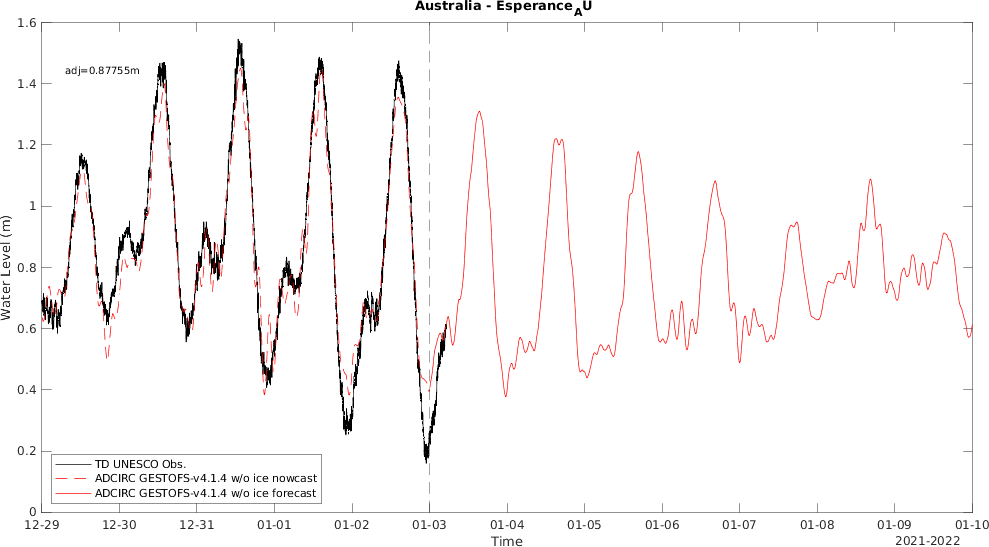 Australia - Esperance_AU
adj=0.87755m
Water Level (m)
1.6
1.4
1.2
1
0.8
0.6
0.4
0.2
0
TD UNESCO Obs.
ADCIRC GESTOFS-v4.1.4 w/o ice nowcast
ADCIRC GESTOFS-v4.1.4 w/o ice forecast
12-29 12-30 12-31 01-01 01-02 01-03 01-04 01-05 01-06 01-07 01-08 01-09 01-10
Time
2021-2022